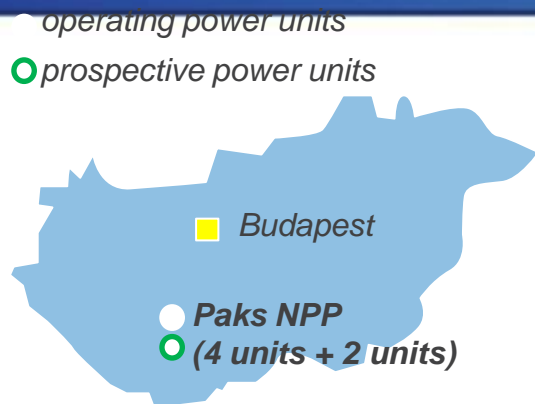 operating power units
prospective power units
Budapest
Paks NPP
(4 units + 2 units)